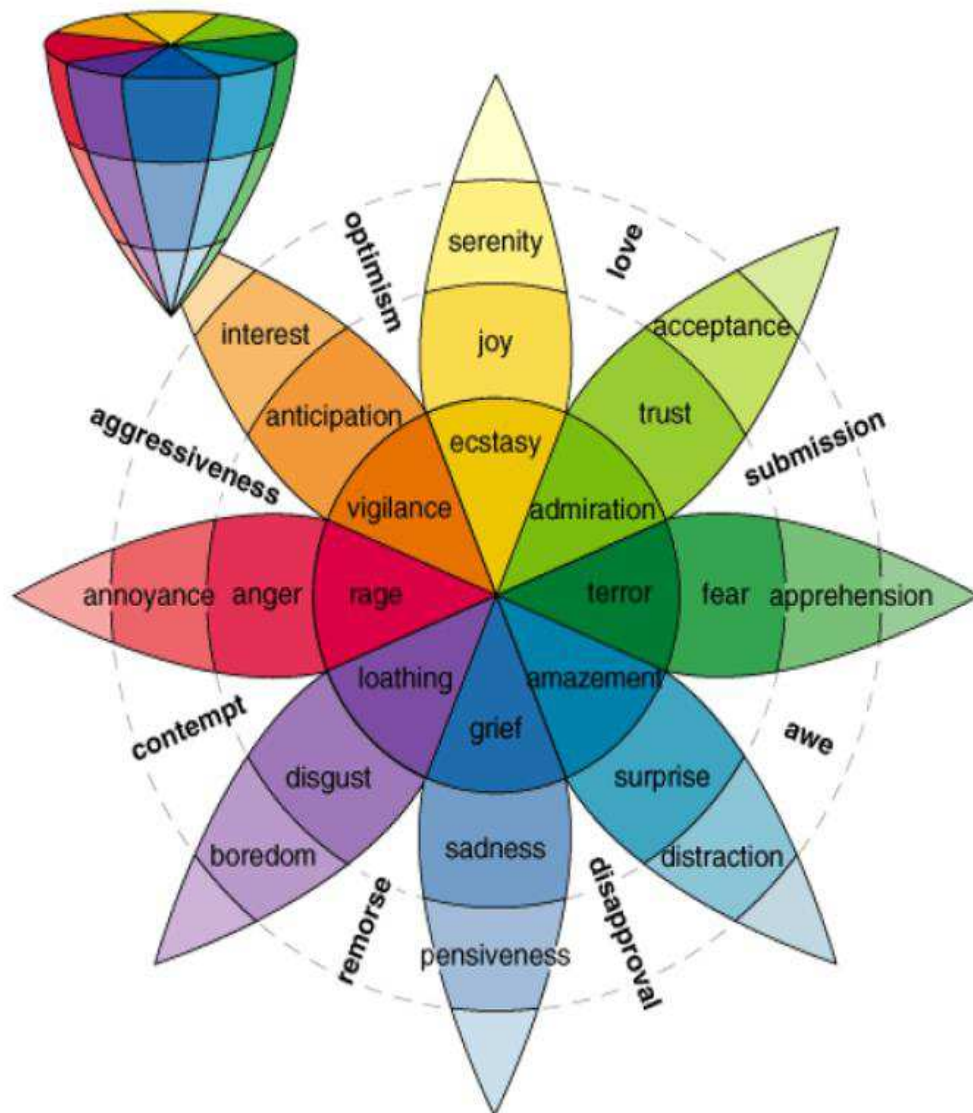 optimism
love
serenity
interest
acceptance
joy
anticipation
trust
aggressiveness
ecstasy
submission
vigilance
admiration
annoyance
anger
rage
terror
fear
apprehension
loathing
amazement
contempt
grief
awe
disgust
surprise
boredom
sadness
distraction
remorse
disapproval
pensiveness